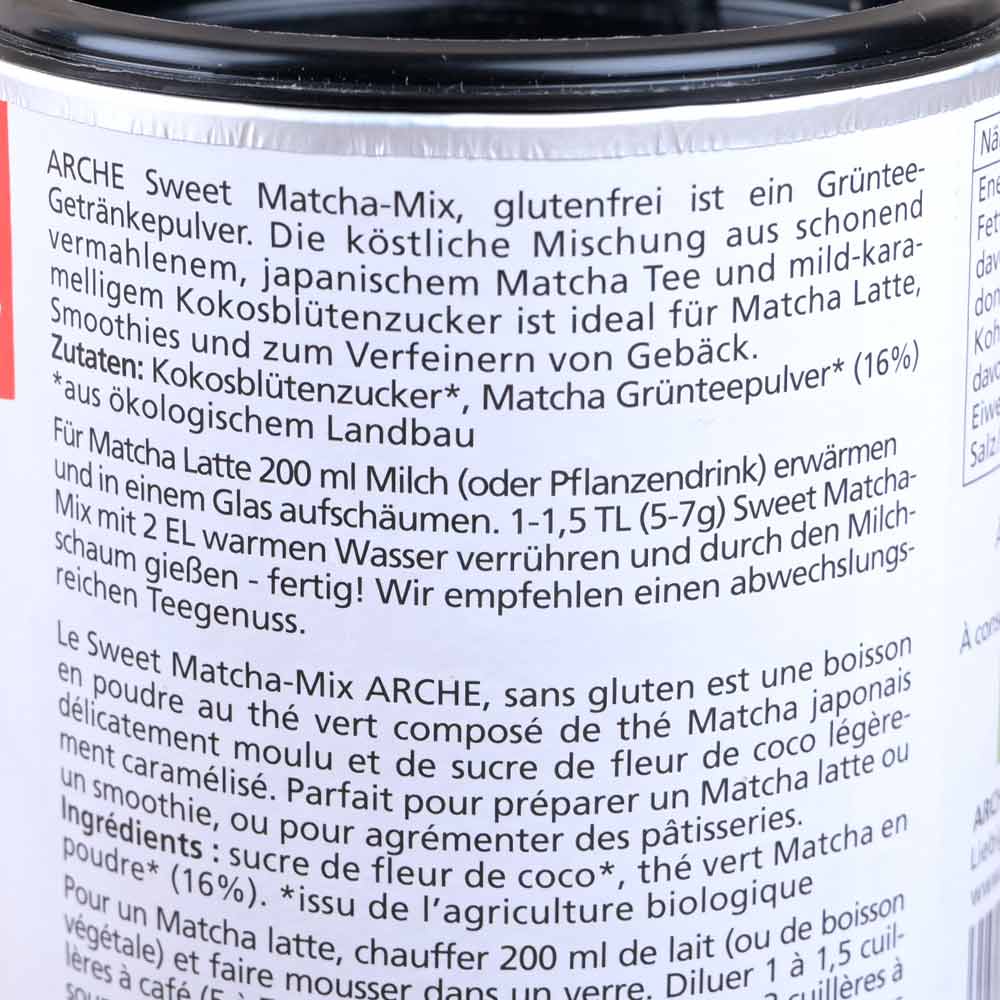 ARCHE Sweet Matcha-Mix, glutenfrei ist ein Grüntee-
Getränkepulver. Die köstliche Mischung aus schonend
vermahlenem, japanischem Matcha Tee und mild-kara-
melligem Kokosblütenzucker ist ideal für Matcha Latte,
Smoothies und zum Verfeinern von Gebäck.
Zutaten: Kokosblütenzucker*, Matcha Grünteepulver* (16%)
*aus ökologischem Landbau
Für Matcha Latte 200 ml Milch (oder Pflanzendrink) erwärmen
und in einem Glas aufschäumen. 1-1,5 TL (5-7g) Sweet Matcha-
Mix mit 2 EL warmen Wasser verrühren und durch den Milch-
schaum gießen - fertig! Wir empfehlen einen abwechslungs-
reichen Teegenuss.
Le Sweet Matcha-Mix ARCHE, sans gluten est une boisson
en poudre au thé vert composé de thé Matcha japonais
délicatement moulu et de sucre de fleur de coco légère-
ment caramélisé. Parfait pour préparer un Matcha latte ou
un smoothie, ou pour agrémenter des pâtisseries.
Ingrédients : sucre de fleur de coco*, thé vert Matcha en
poudre* (16%). *issu de l'agriculture biologique
Pour un Matcha latte, chauffer 200 ml de lait (ou de boisson
végétale) et faire mousser dans un verre. Diluer 1 à 1,5 cuil-
lères à café (5 à
cuillères à
À